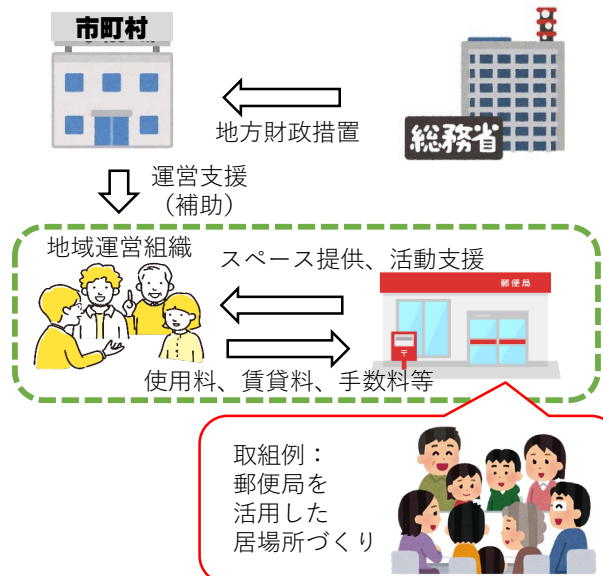 市町村
総務省
地方財政措置
運営支援
（補助）
地域運営組織
スペース提供、活動支援
郵便局
〒
使用料、賃貸料、手数料等
取組例：
郵便局を
活用した
居場所づくり